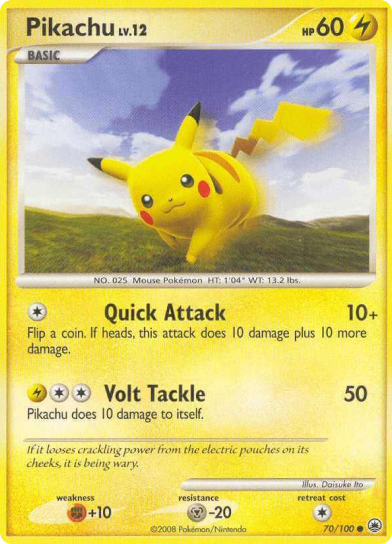 Pikachu LV.12 HP 60
BASIC
NO. 025 Mouse Pokémon HT: 1'04" WT: 13.2 lbs.
Quick Attack 10+
Flip a coin. If heads, this attack does 10 damage plus 10 more
damage.
Volt Tackle 50
Pikachu does 10 damage to itself.
If it looses crackling power from the electric pouches on its
cheeks, it is being wary.
Illus. Daisuke Ito
weakness resistance retreat cost
+10 -20
©2008 Pokémon/Nintendo 70/100